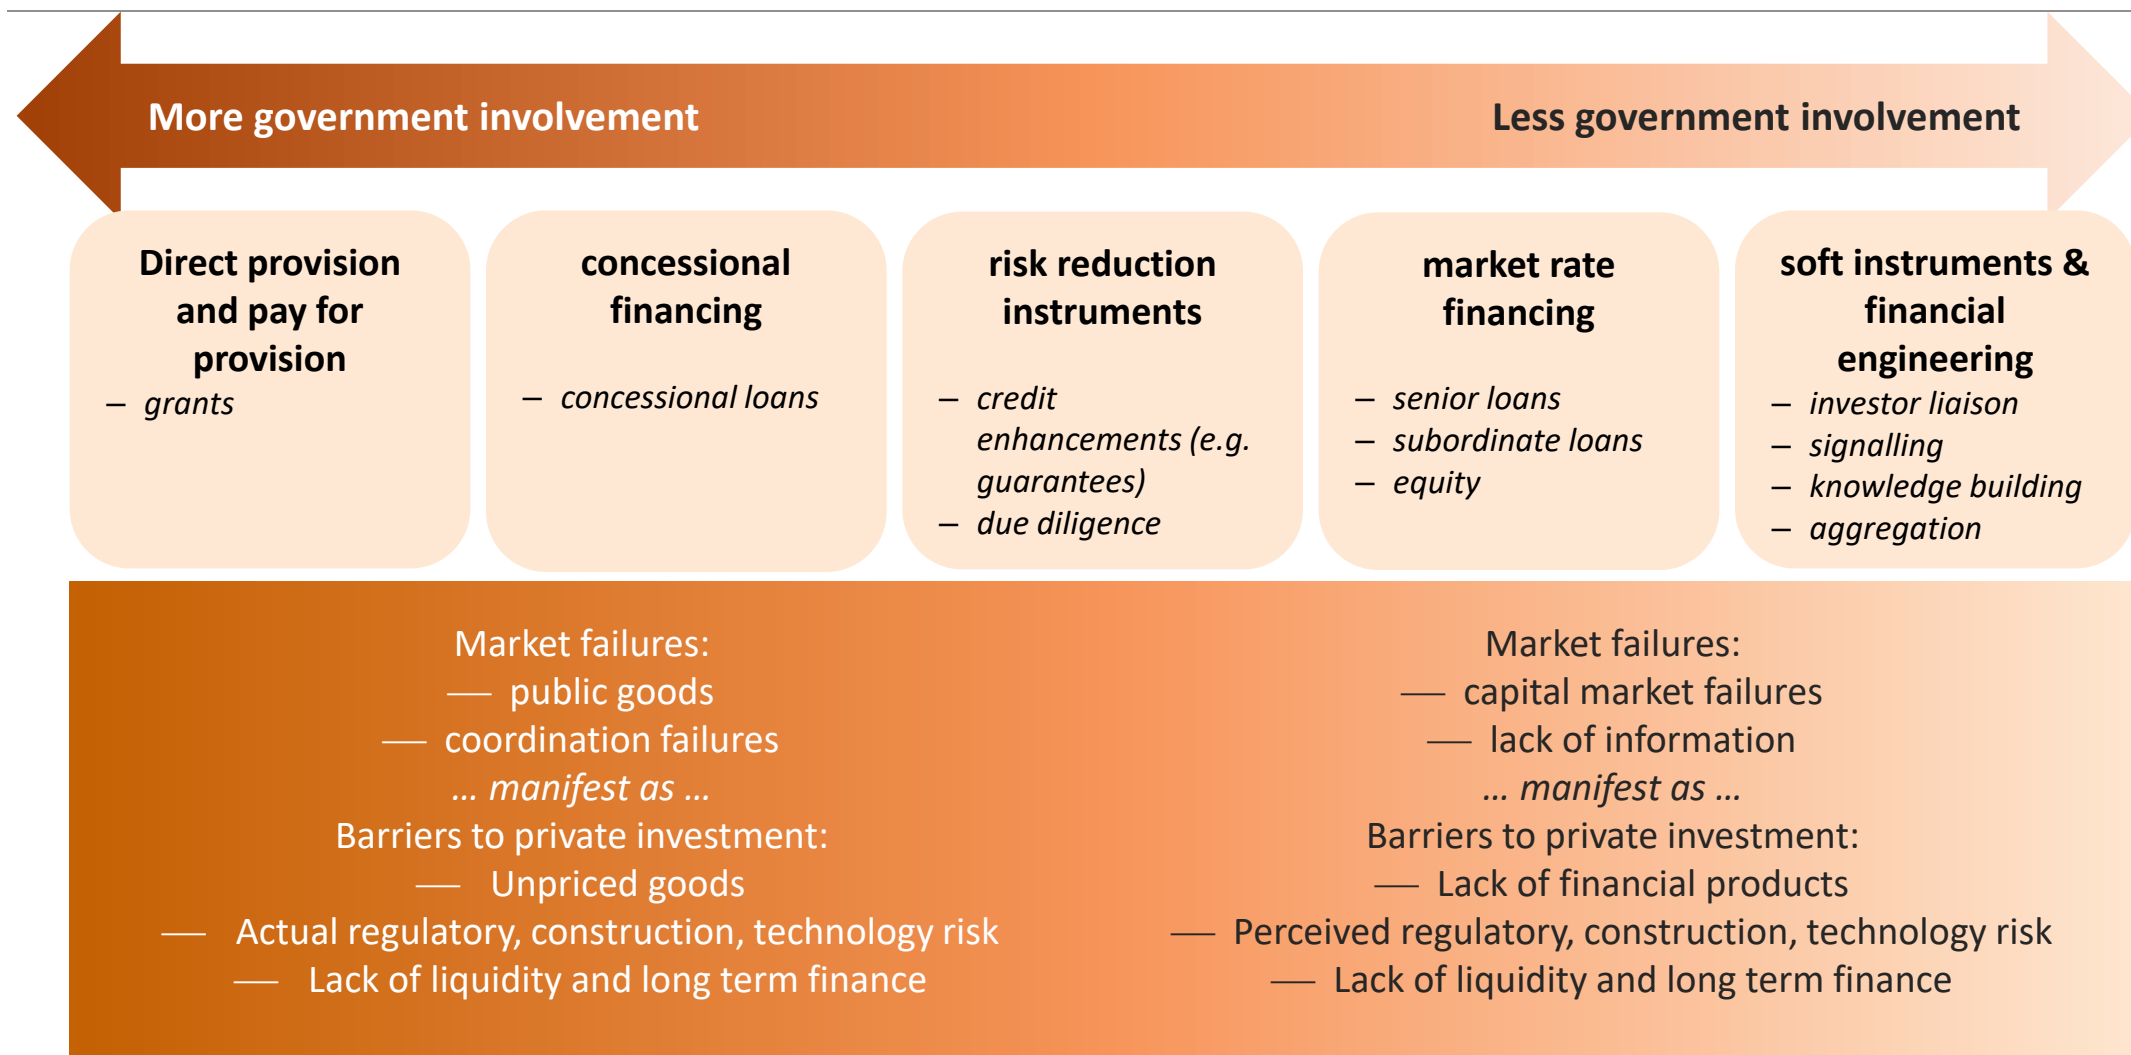 More government involvement
Less government involvement
Direct provision
and pay for
provision
– grants
concessional
financing
– concessional loans
risk reduction
instruments
– credit
enhancements (e.g.
guarantees)
– due diligence
market rate
financing
– senior loans
– subordinate loans
– equity
soft instruments &
financial
engineering
– investor liaison
– signalling
– knowledge building
– aggregation
Market failures:
— public goods
— coordination failures
… manifest as …
Barriers to private investment:
— Unpriced goods
— Actual regulatory, construction, technology risk
— Lack of liquidity and long term finance
Market failures:
— capital market failures
— lack of information
… manifest as …
Barriers to private investment:
— Lack of financial products
— Perceived regulatory, construction, technology risk
— Lack of liquidity and long term finance